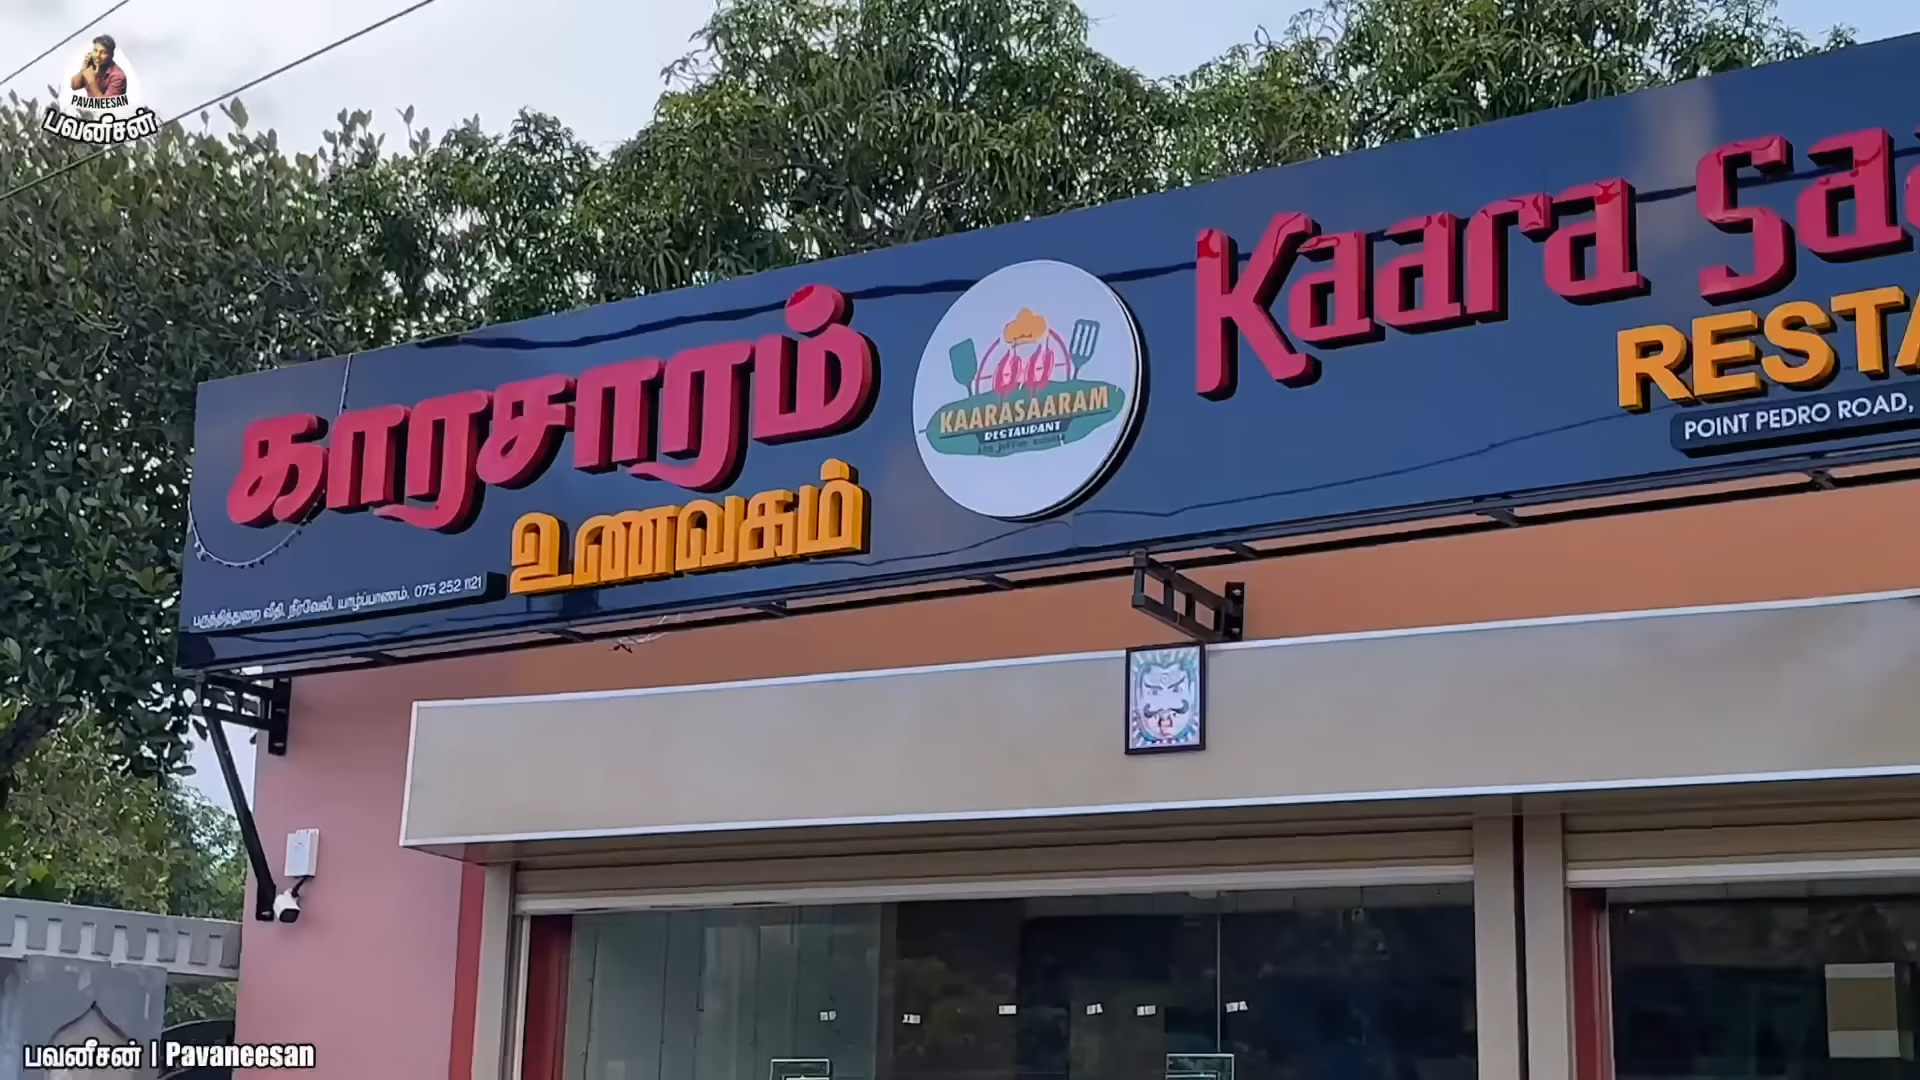 PAVANEESAN
பவனீசன்
காரசாரம்
உணவகம்
பருத்தித்துறை வீதி, நீர்வேலி, யாழ்ப்பாணம். 075 252 1121
KAARASAARAM
RESTAURANT
Kaara Saa
RESTA
POINT PEDRO ROAD,
பவனீசன் | Pavaneesan